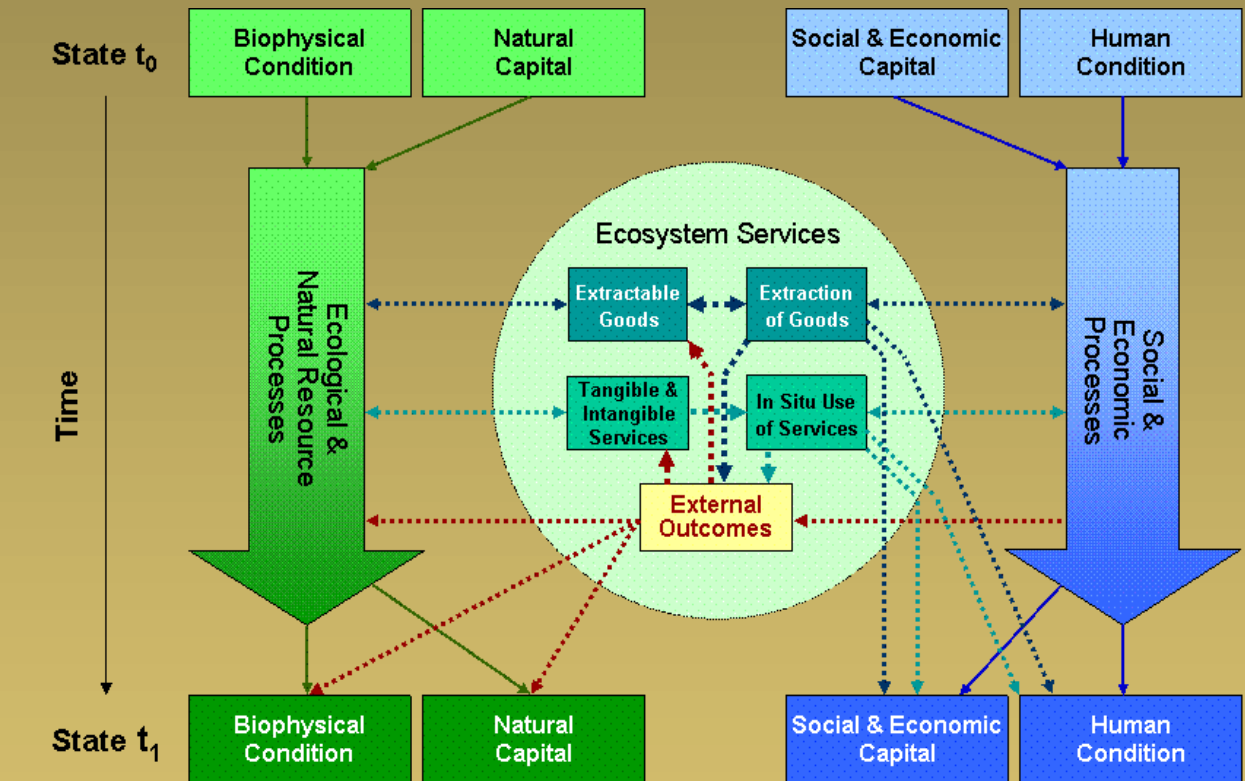 State t₀
Biophysical
Condition
Natural
Capital
Social & Economic
Capital
Human
Condition
Time
Ecological &
Natural Resource
Processes
Ecosystem Services
Extractable
Goods
Extraction
of Goods
Tangible &
Intangible
Services
In Situ Use
of Services
External
Outcomes
Social &
Economic
Processes
State t₁
Biophysical
Condition
Natural
Capital
Social & Economic
Capital
Human
Condition